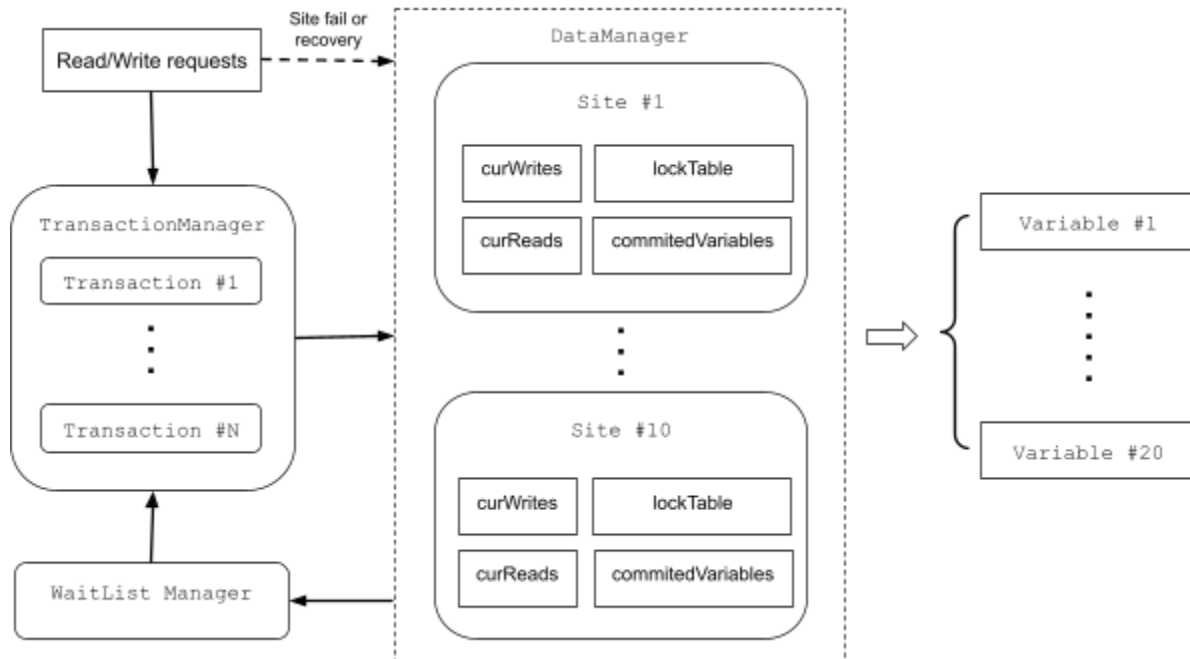 Site fail or
recovery
Read/Write requests
DataManager
Site #1
curWrites
lockTable
curReads
commitedVariables
TransactionManager
Transaction #1
Transaction #N
WaitList Manager
Site #10
curWrites
lockTable
curReads
commitedVariables
Variable #1
Variable #20